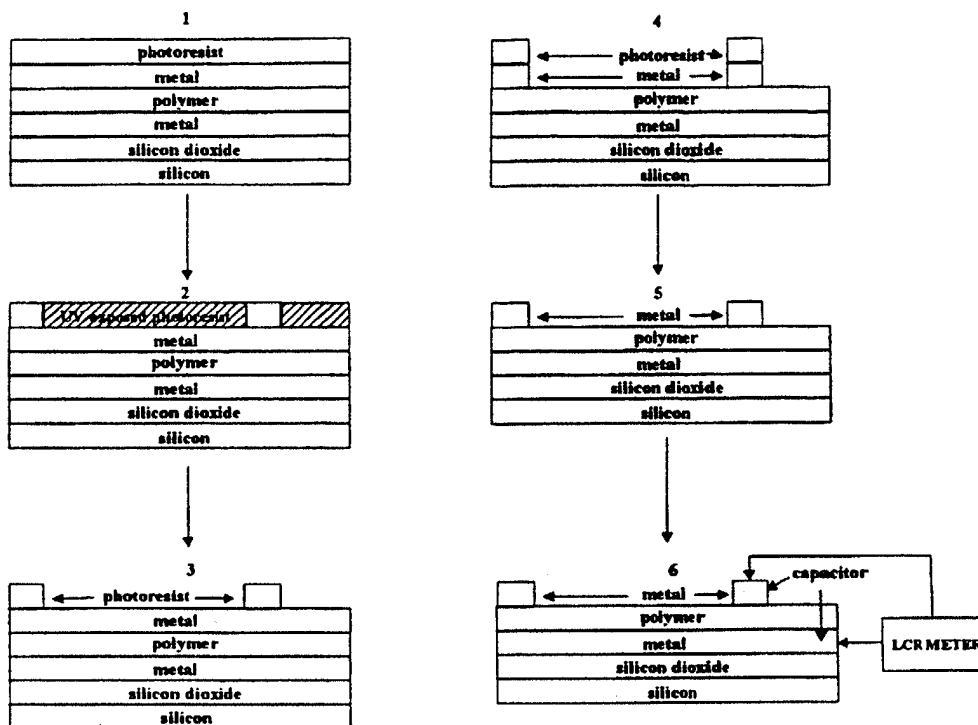 1
photoresist
metal
polymer
metal
silicon dioxide
silicon
2
UV exposed photoresist
metal
polymer
metal
silicon dioxide
silicon
3
photoresist
metal
polymer
metal
silicon dioxide
silicon
4
photoresist
metal
polymer
metal
silicon dioxide
silicon
5
metal
polymer
metal
silicon dioxide
silicon
6
capacitor
metal
polymer
metal
silicon dioxide
silicon
LCR METER